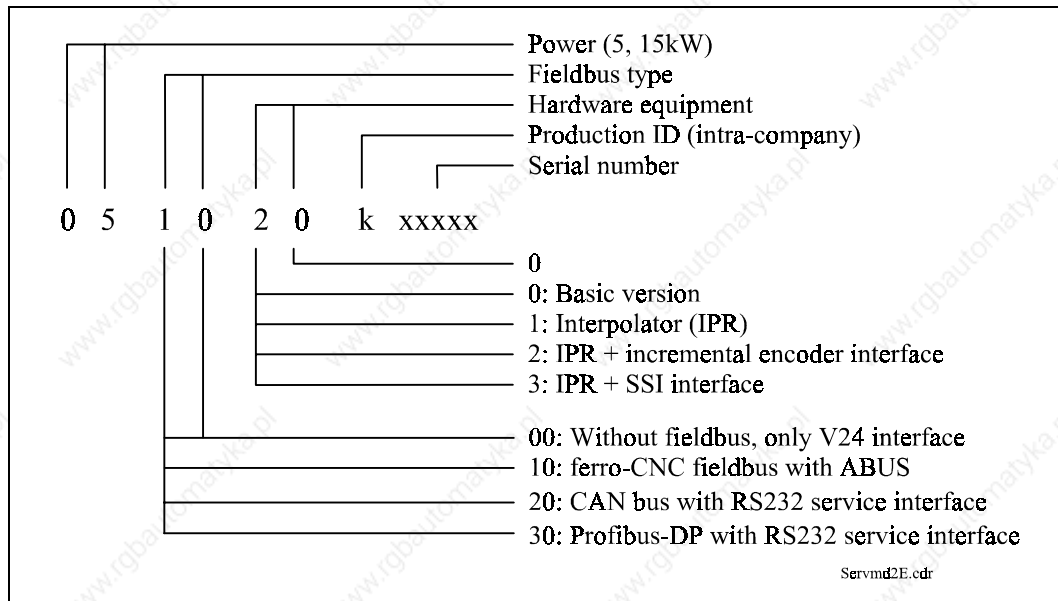 Power (5, 15kW)
Fieldbus type
Hardware equipment
Production ID (intra-company)
Serial number
0 5 1 0 2 0 k xxxxx
0
0: Basic version
1: Interpolator (IPR)
2: IPR + incremental encoder interface
3: IPR + SSI interface
00: Without fieldbus, only V24 interface
10: ferro-CNC fieldbus with ABUS
20: CAN bus with RS232 service interface
30: Profibus-DP with RS232 service interface
Servmd2E.cdr
www.rgbautomatyka.pl